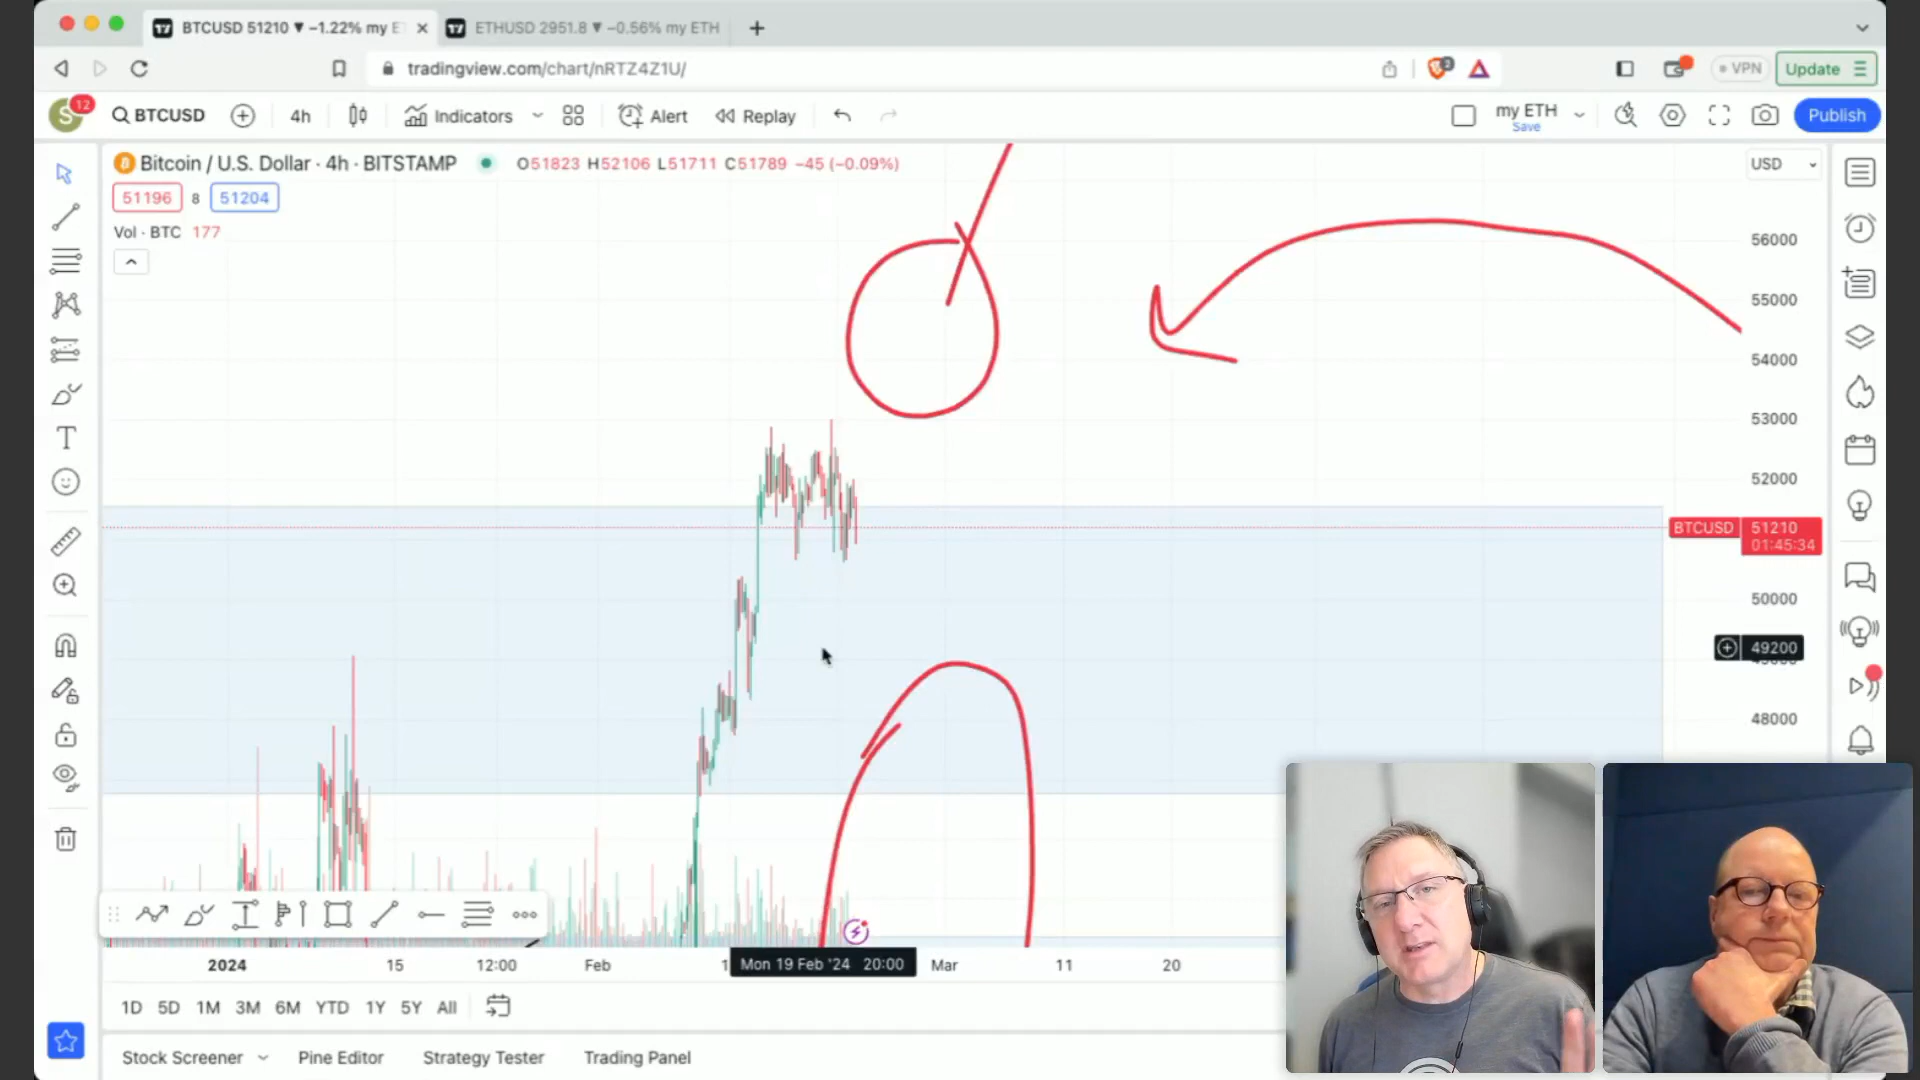 BTCUSD 51210 ▼ −1.22% my E
ETHUSD 2951.8 ▼ −0.56% my ETH
tradingview.com/chart/nRTZ4Z1U/
3
VPN
Update
S
12
BTCUSD
4h
Indicators
Alert
Replay
my ETH
Save
Publish
Bitcoin / U.S. Dollar · 4h · BITSTAMP
O51823 H52106 L51711 C51789 −45 (−0.09%)
USD
51196 8 51204
Vol · BTC 177
56000
55000
54000
53000
52000
BTCUSD 51210
01:45:34
50000
49200
48000
2024
15
12:00
Feb
1
Mon 19 Feb '24 20:00
Mar
11
20
1D 5D 1M 3M 6M YTD 1Y 5Y All
Stock Screener
Pine Editor
Strategy Tester
Trading Panel